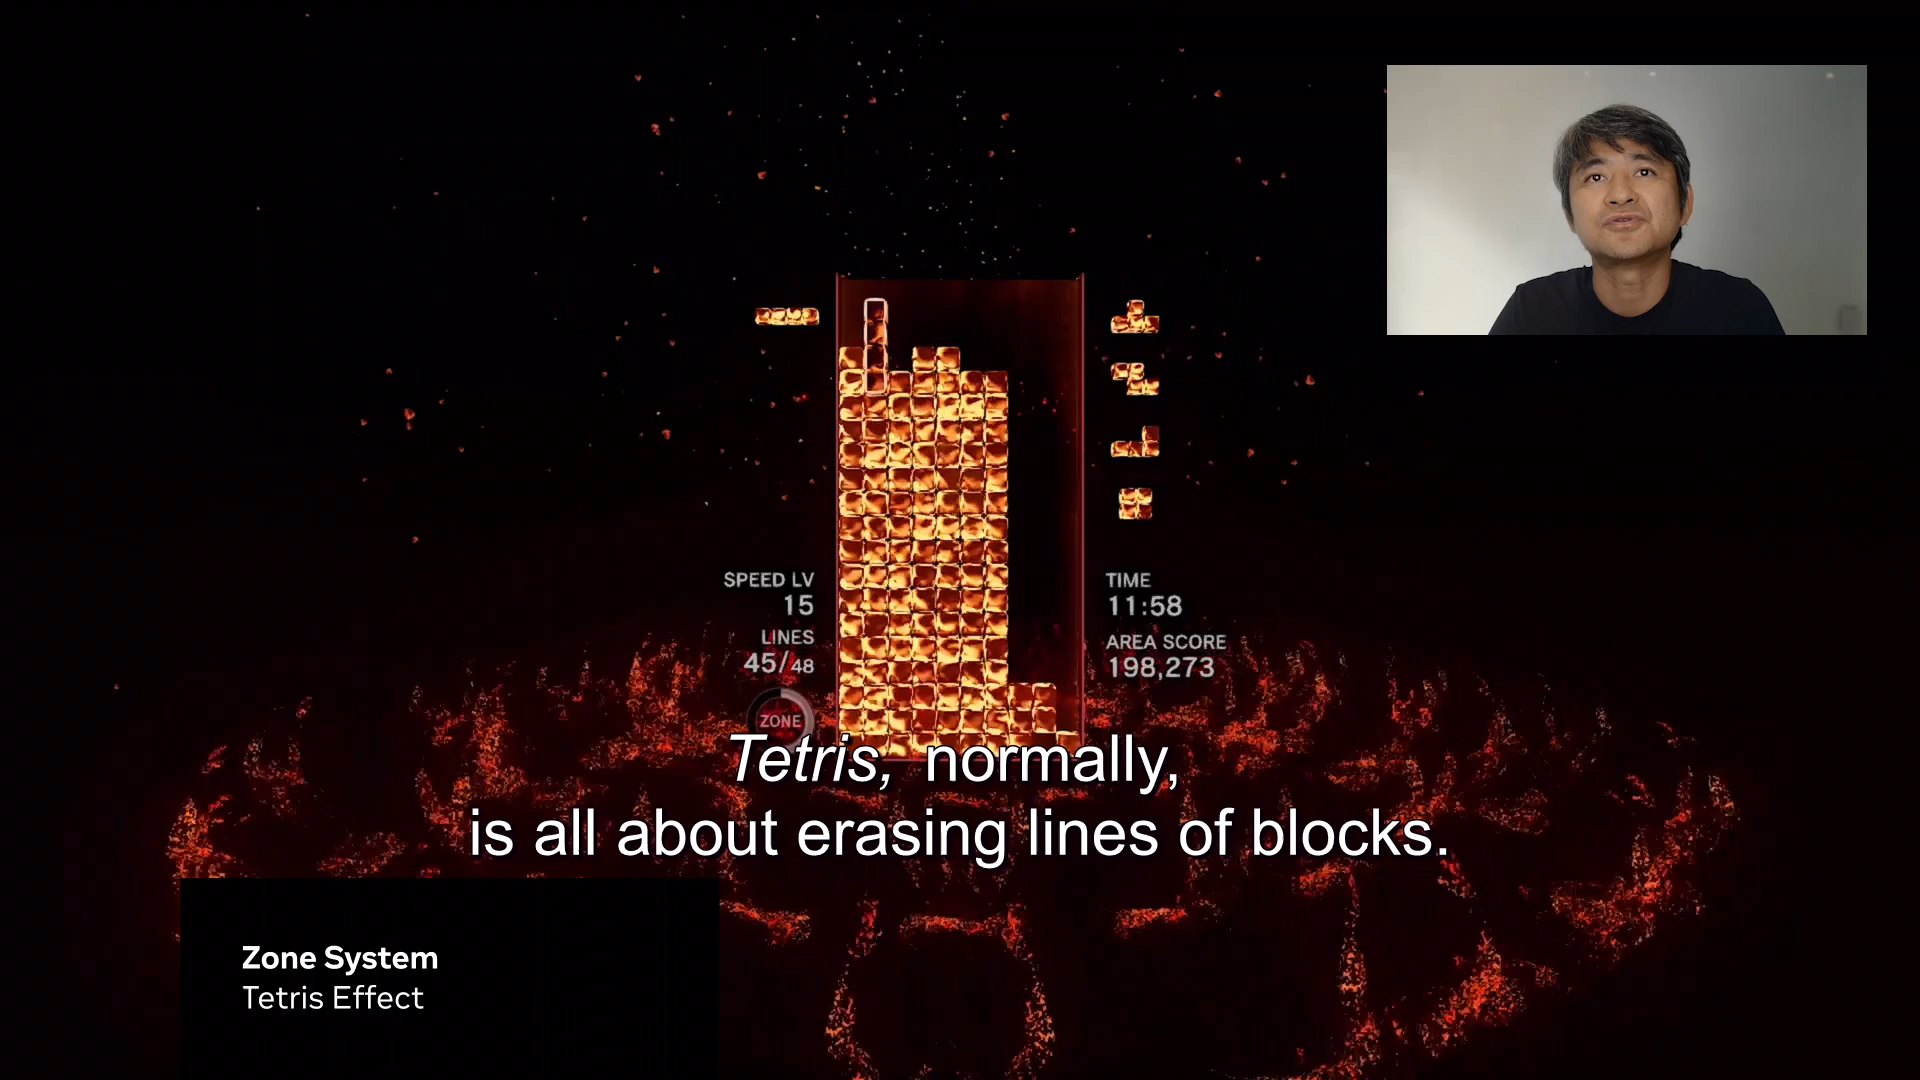 SPEED LV
15
LINES
45/48
ZONE
TIME
11:58
AREA SCORE
198,273
Tetris, normally,
is all about erasing lines of blocks.
Zone System
Tetris Effect